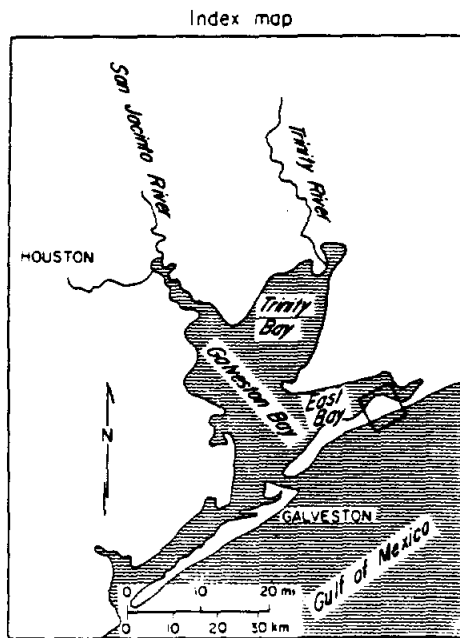 Index map
San Jacinto River
Trinity River
HOUSTON
Trinity
Bay
Galveston Bay
East
Bay
N
GALVESTON
Gulf of Mexico
0 10 20 mi
0 10 20 30 km